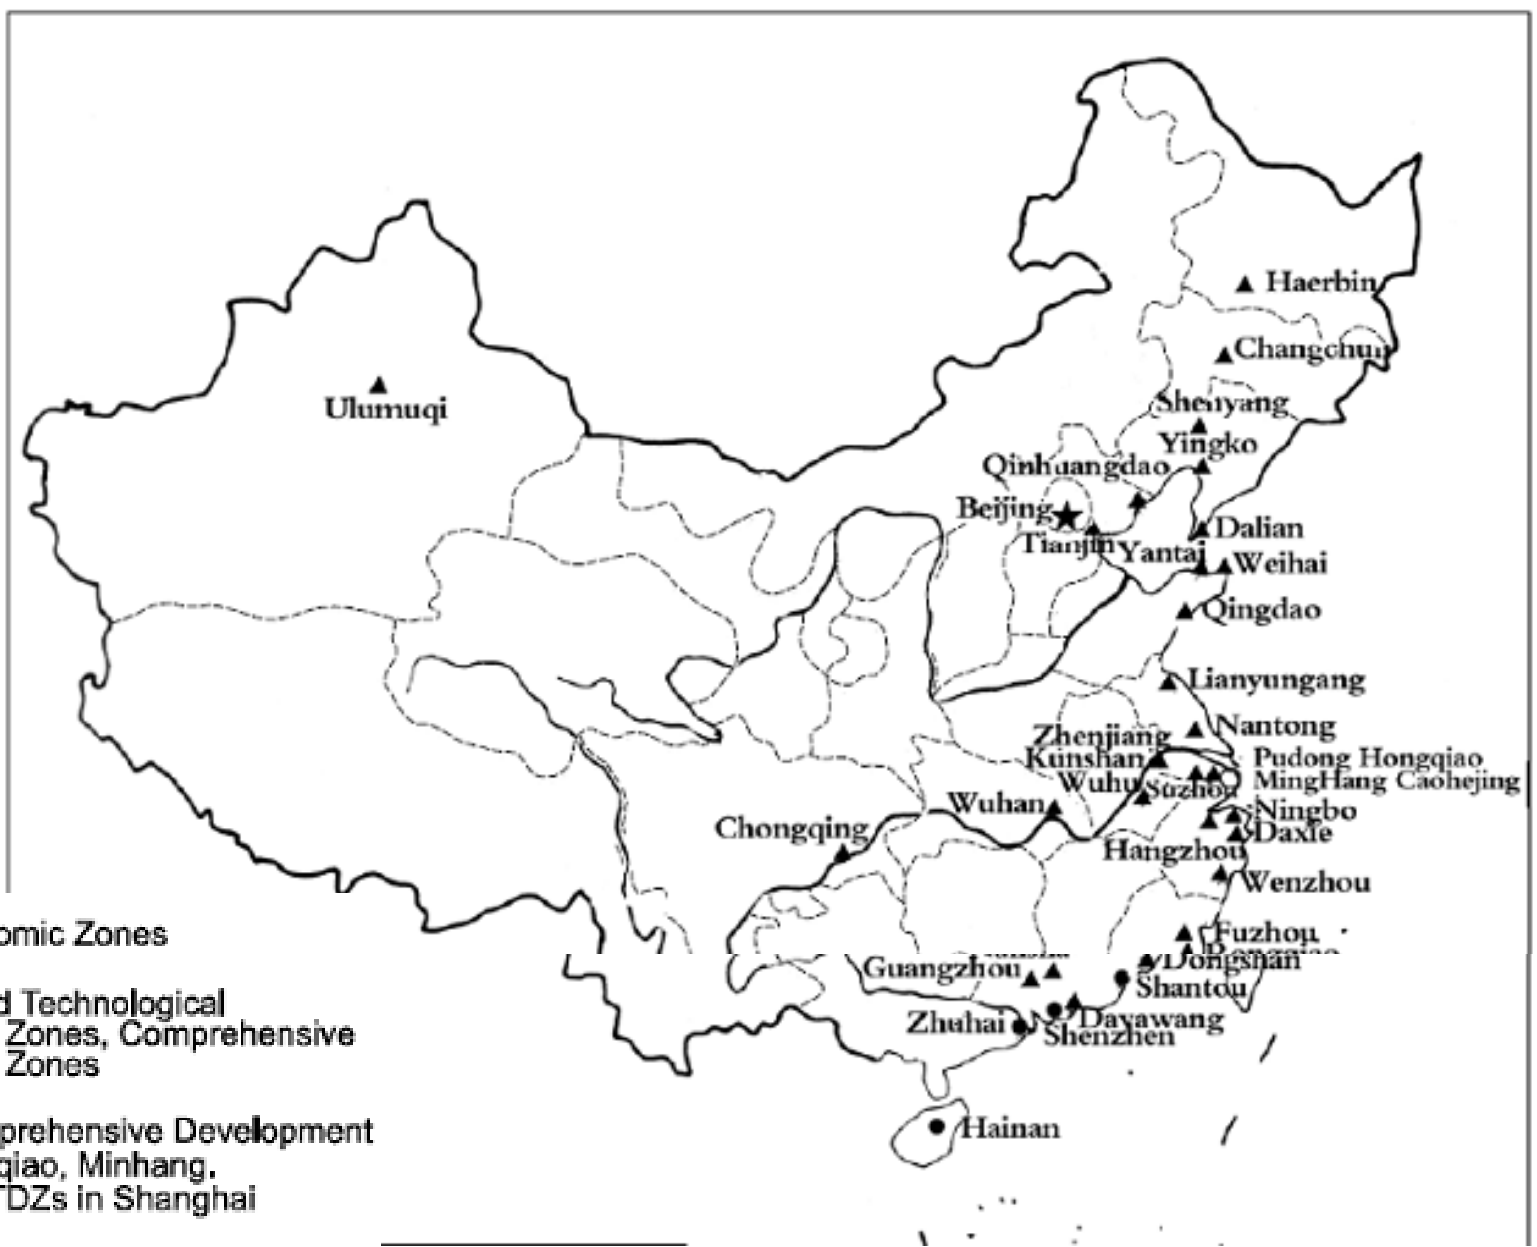 Haerbin
Changchun
Ulumuqi
Shenyang
Yingko
Qinhuangdao
Beijing
Dalian
Tianjin
Yantai
Weihai
Qingdao
Lianyungang
Nantong
Zhenjiang
Kunshan
Pudong Hongqiao
Wuhu
Suzhou
MingHang Caohejing
Wuhan
Ningbo
Chongqing
Daxie
Hangzhou
Wenzhou
omic Zones
Fuzhou
Dongshan
Guangzhou
Shantou
d Technological
Zhuhai
Dayawang
Zones, Comprehensive
Shenzhen
Zones
Hainan
prehensive Development
qiao, Minhang.
TDZs in Shanghai